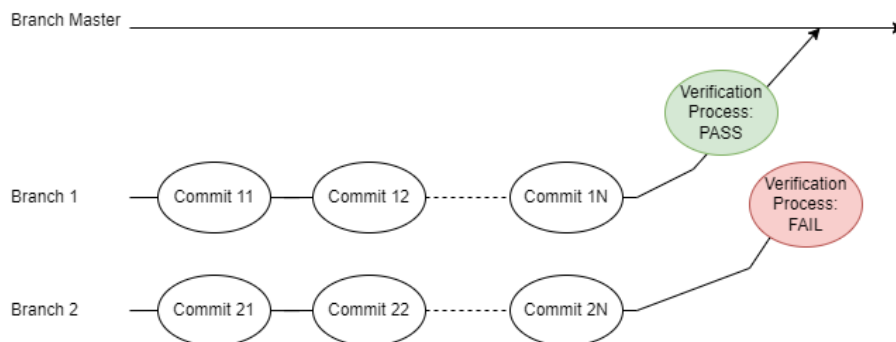 Branch Master
Verification
Process:
PASS
Branch 1
Commit 11
Commit 12
Commit 1N
Verification
Process:
FAIL
Branch 2
Commit 21
Commit 22
Commit 2N